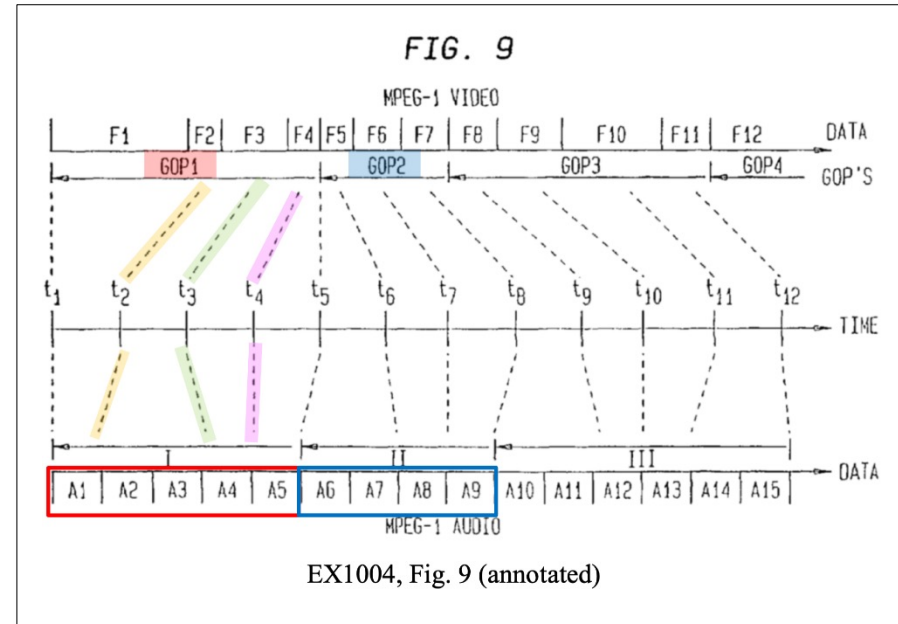 FIG. 9
MPEG-1 VIDEO
F1 F2 F3 F4 F5 F6 F7 F8 F9 F10 F11 F12 DATA
GOP1 GOP2 GOP3 GOP4 GOP'S
t1 t2 t3 t4 t5 t6 t7 t8 t9 t10 t11 t12
TIME
I II III
DATA
A1 A2 A3 A4 A5 A6 A7 A8 A9 A10 A11 A12 A13 A14 A15
MPEG-1 AUDIO
EX1004, Fig. 9 (annotated)